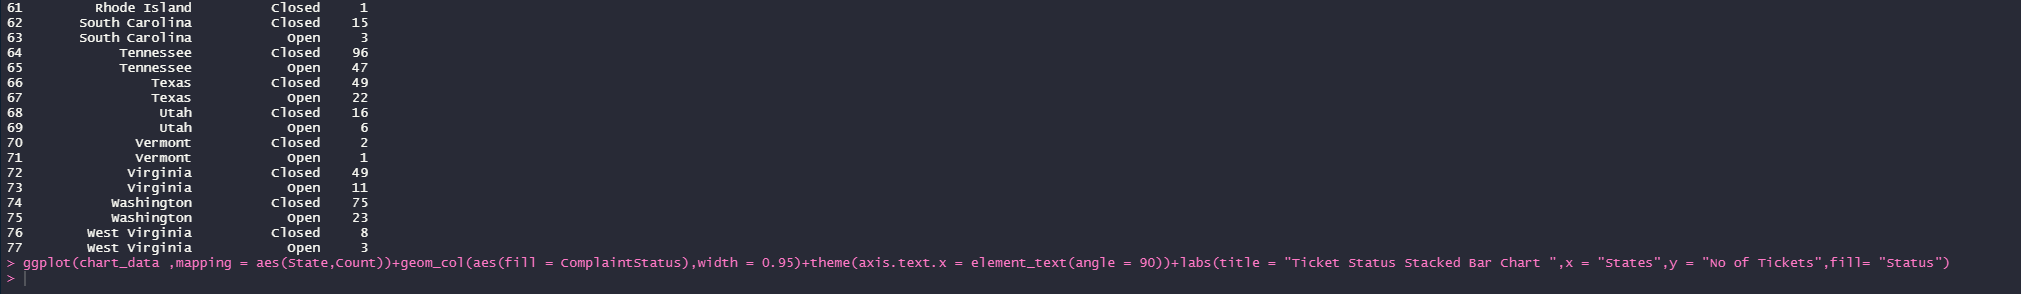 61 Rhode Island Closed 1
62 South Carolina Closed 15
63 South Carolina Open 3
64 Tennessee Closed 96
65 Tennessee Open 47
66 Texas Closed 49
67 Texas Open 22
68 Utah Closed 16
69 Utah Open 6
70 Vermont Closed 2
71 Vermont Open 1
72 Virginia Closed 49
73 Virginia Open 11
74 Washington Closed 75
75 Washington Open 23
76 West Virginia Closed 8
77 West Virginia Open 3
> ggplot(chart_data ,mapping = aes(State,Count))+geom_col(aes(fill = ComplaintStatus),width = 0.95)+theme(axis.text.x = element_text(angle = 90))+labs(title = "Ticket Status Stacked Bar Chart ",x = "States",y = "No of Tickets",fill= "Status")
>